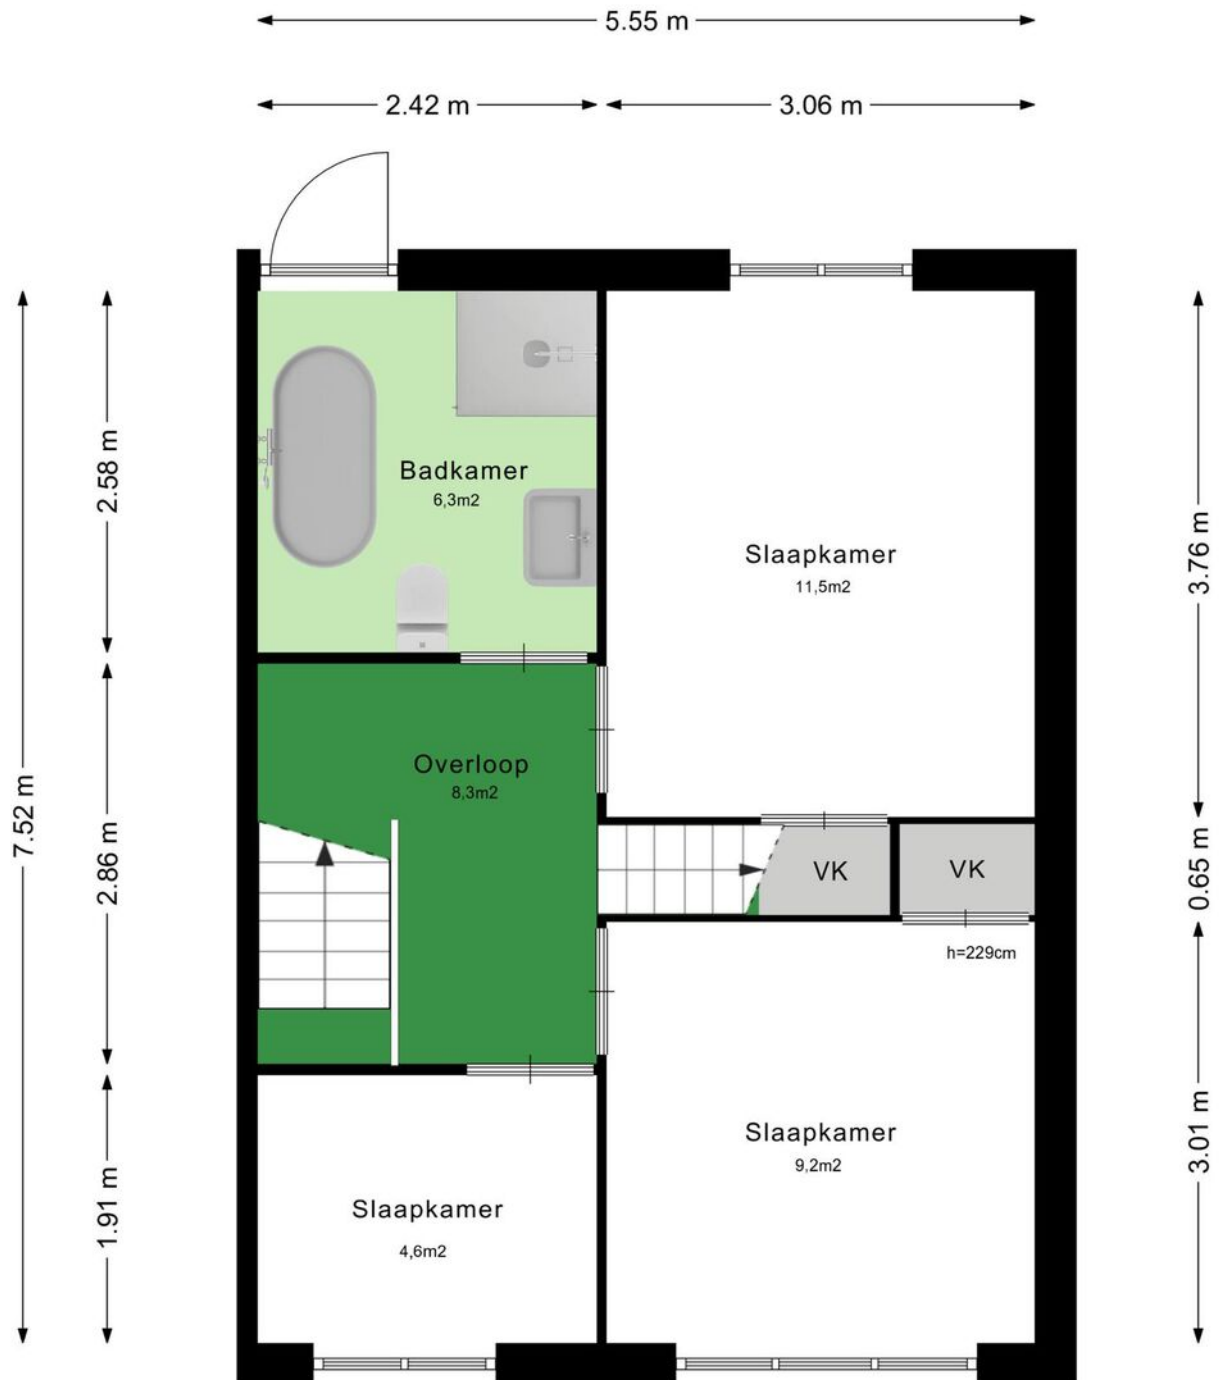 5.55 m
2.42 m
3.06 m
7.52 m
2.58 m
2.86 m
1.91 m
3.76 m
0.65 m
3.01 m
Badkamer
6,3m2
Slaapkamer
11,5m2
Overloop
8,3m2
VK
VK
h=229cm
Slaapkamer
9,2m2
Slaapkamer
4,6m2